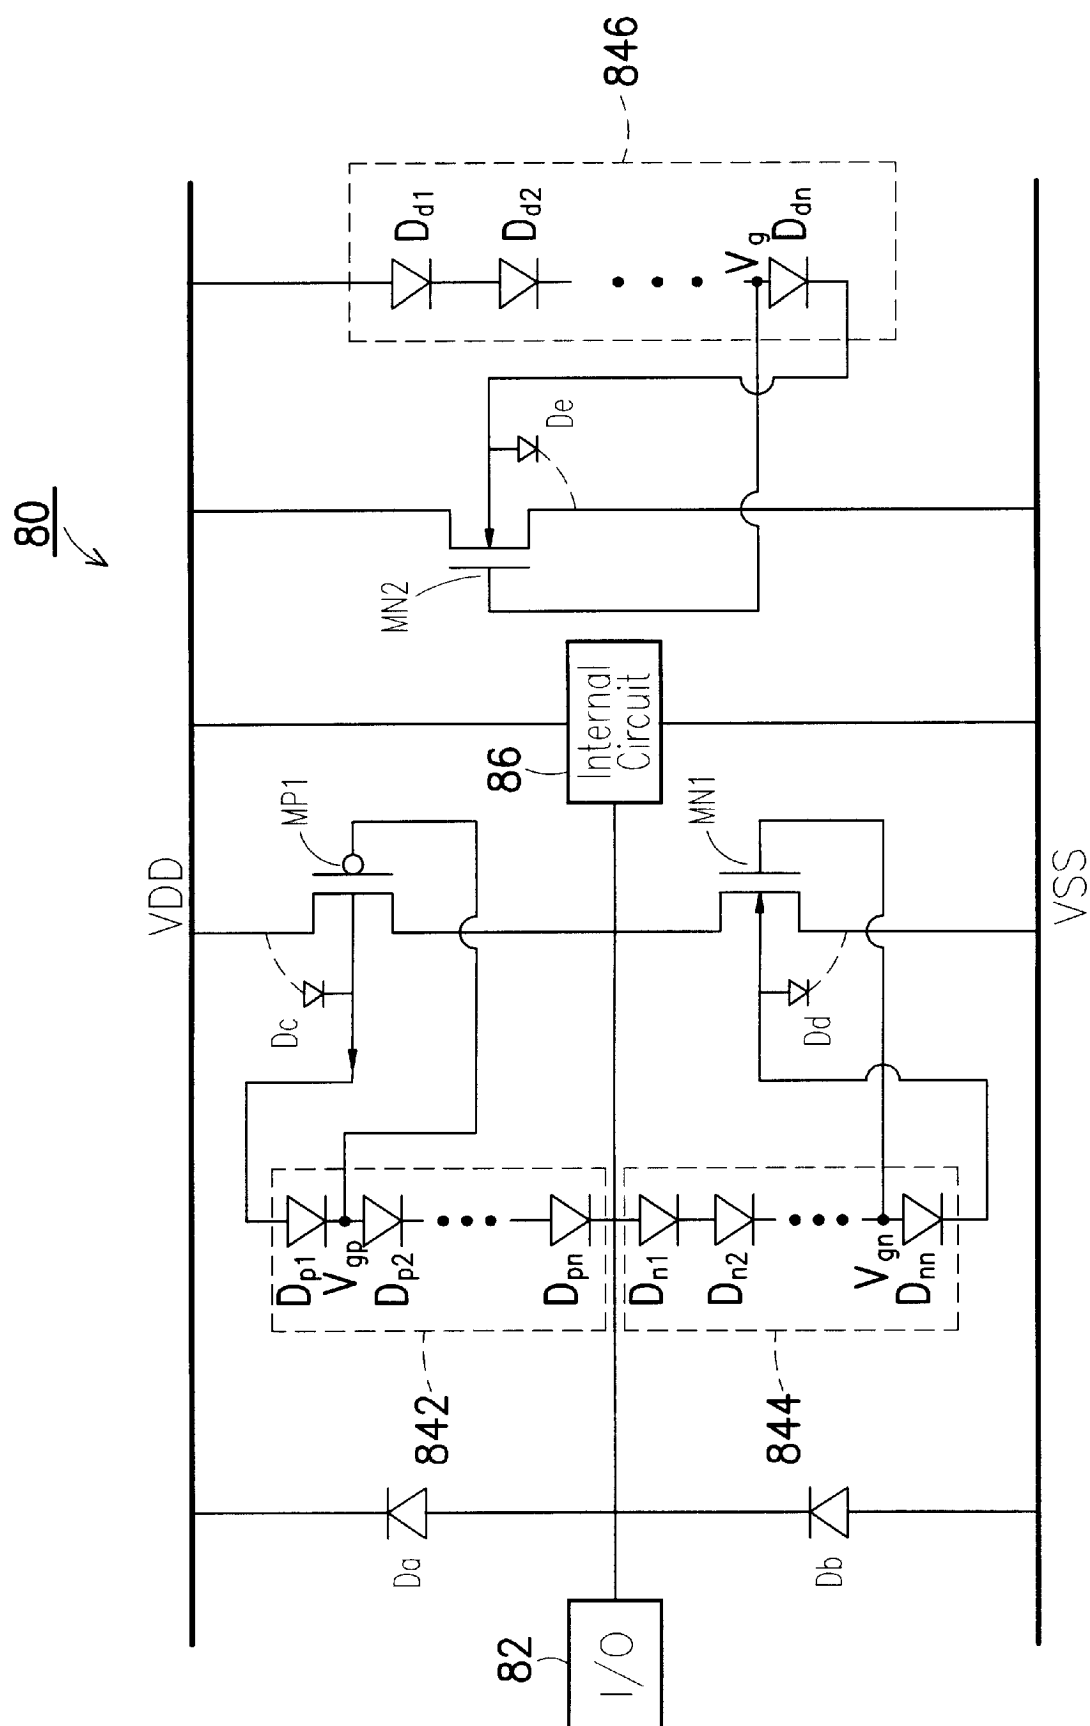 80
846
D_d1
D_d2
V_g
D_dn
De
MN2
Internal
Circuit
86
MP1
MN1
VDD
VSS
Dc
Dd
D_p1
V_gp
D_p2
D_pn
D_n1
D_n2
V_gn
D_nn
842
844
Da
Db
82
I/O